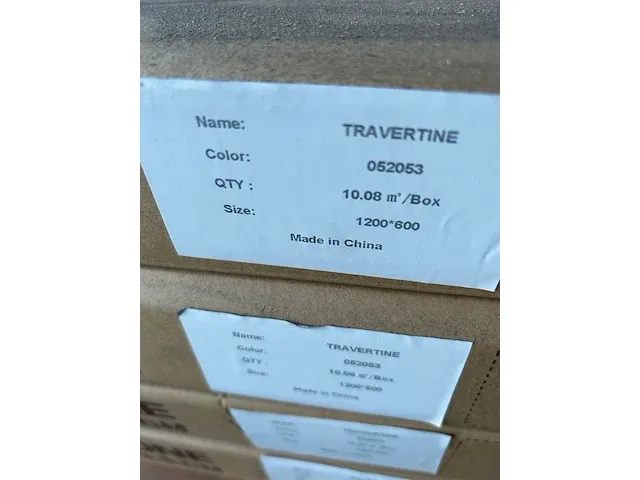 Name: TRAVERTINE
Color: 052053
QTY : 10.08 ㎡/Box
Size: 1200*600
Made in China
Name: TRAVERTINE
Color: 052053
QTY : 10.08 ㎡/Box
Size: 1200*600
Made in China
TRAVERTINE
TRAVERTINE